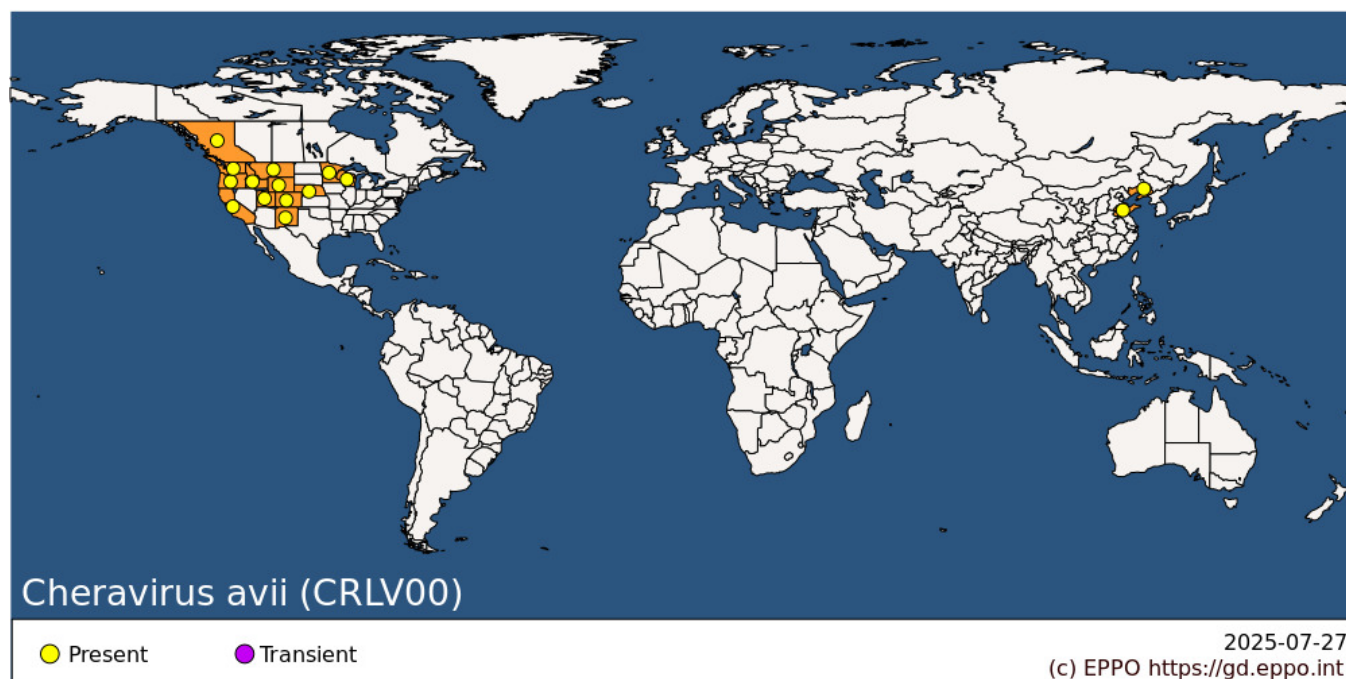 Cheravirus avii (CRLV00)
Present
Transient
2025-07-27
(c) EPPO https://gd.eppo.int